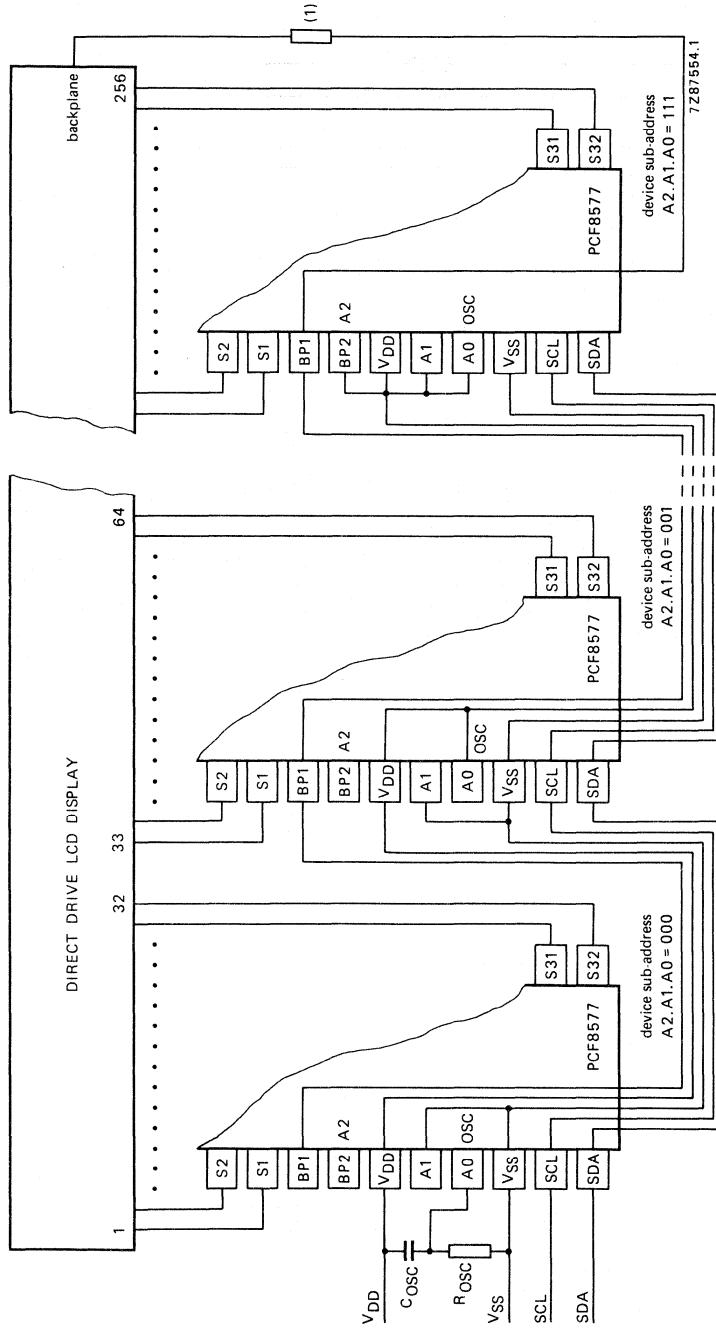 DIRECT DRIVE LCD DISPLAY
backplane
1
32
33
64
256
(1)
S2
S1
BP1
BP2
VDD
A1
A0
VSS
SCL
SDA
A2
OSC
S31
S32
PCF8577
device sub-address
A2.A1.A0 = 000
S2
S1
BP1
BP2
VDD
A1
A0
VSS
SCL
SDA
A2
OSC
S31
S32
PCF8577
device sub-address
A2.A1.A0 = 001
S2
S1
BP1
BP2
VDD
A1
A0
VSS
SCL
SDA
A2
OSC
S31
S32
PCF8577
device sub-address
A2.A1.A0 = 111
VDD
COSC
ROSC
VSS
SCL
SDA
7Z87554.1